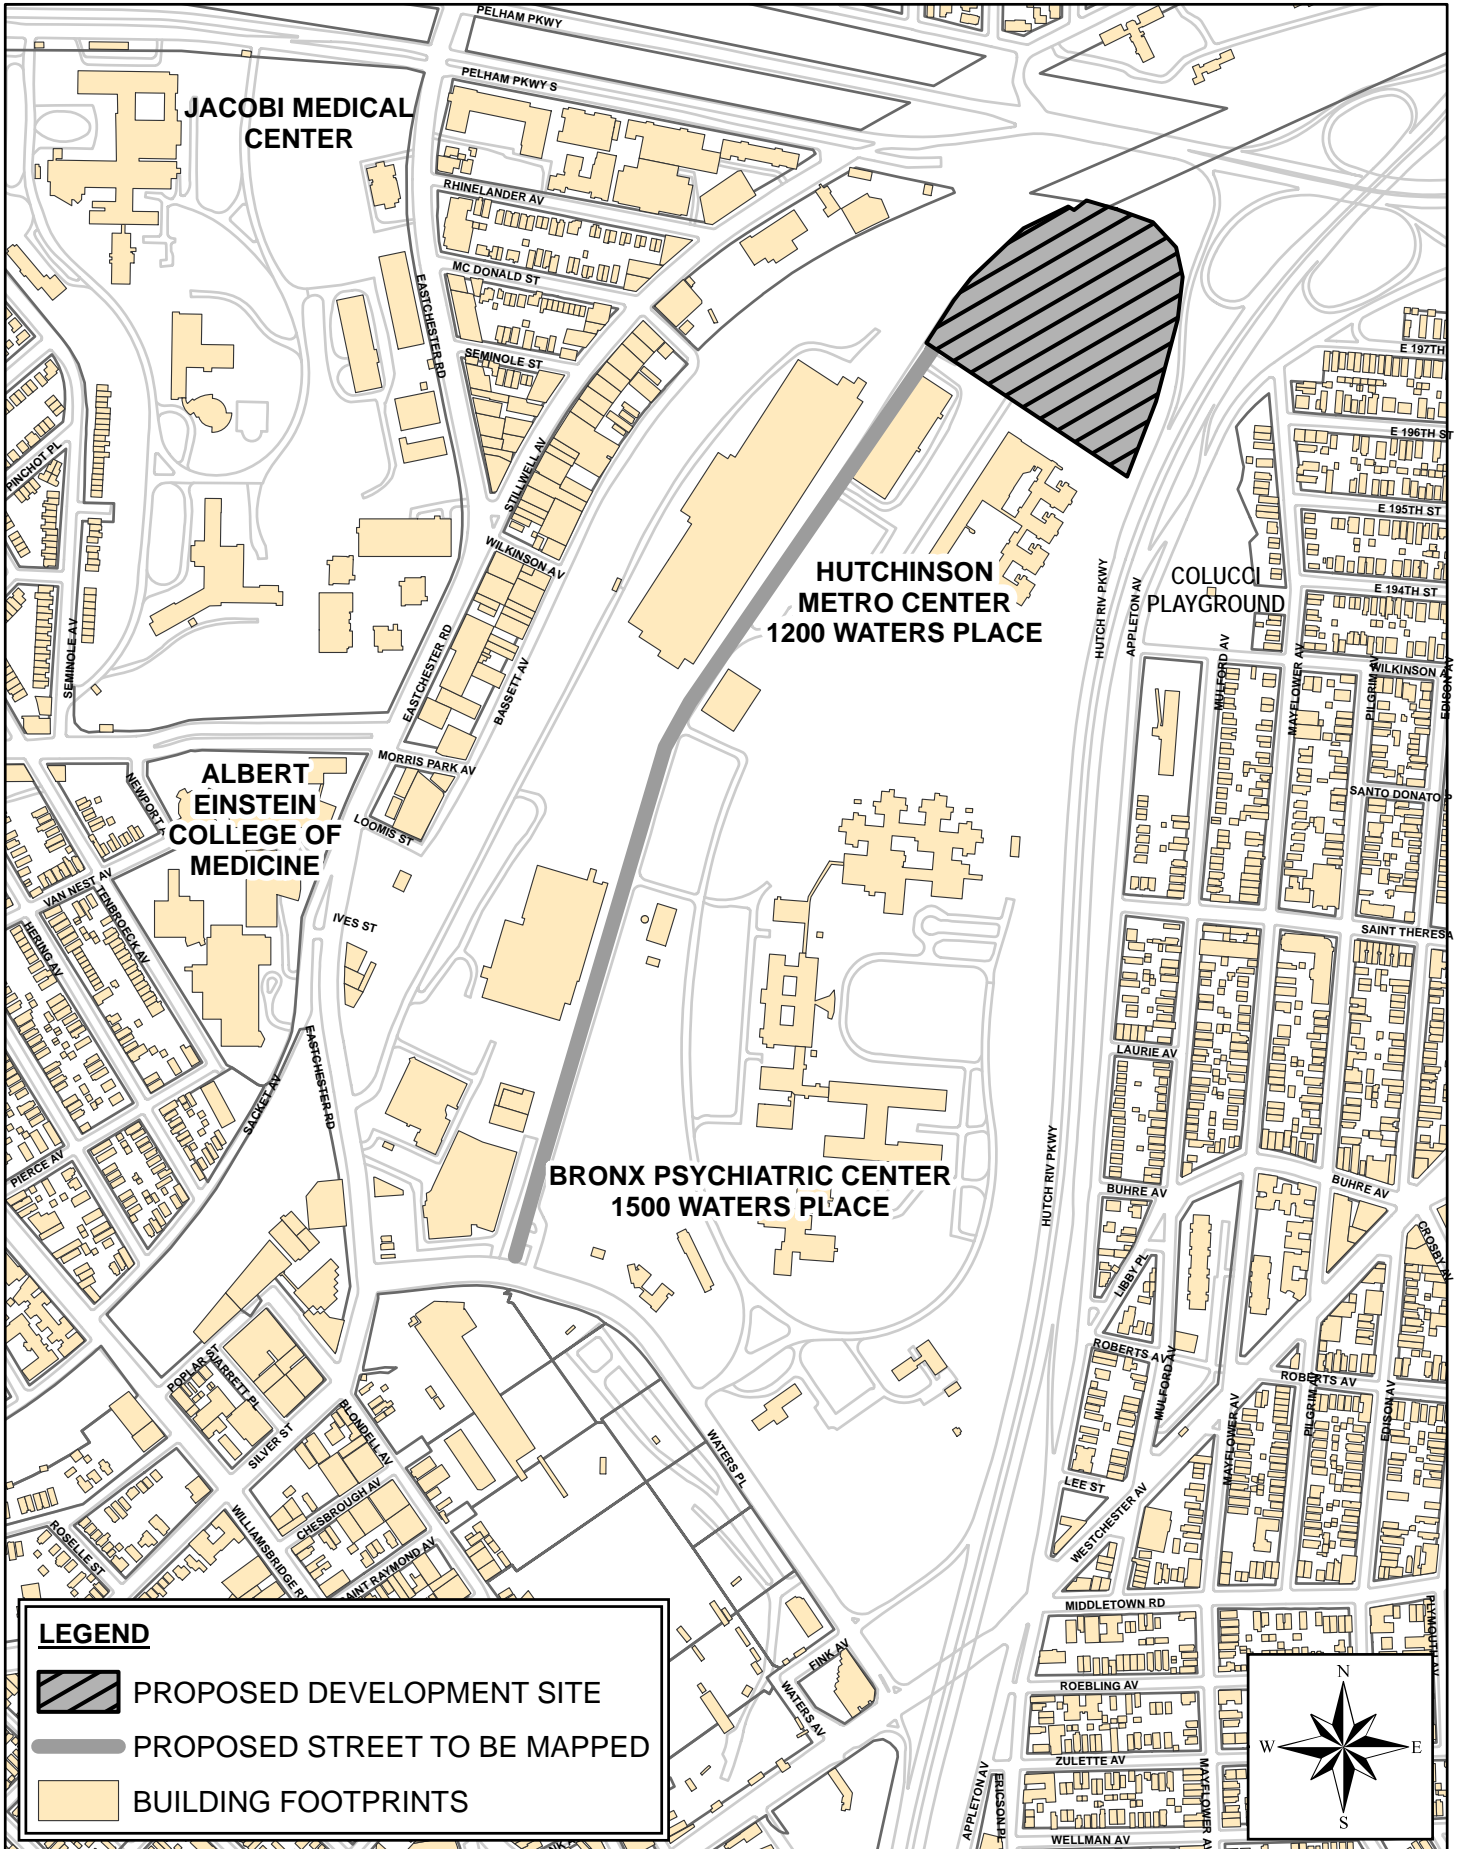 PELHAM PKWY
PELHAM PKWY S
JACOBI MEDICAL
CENTER
RHINELANDER AV
MC DONALD ST
EASTCHESTER RD
SEMINOLE ST
E 197TH
E 196TH ST
PINCHOT PL
STILLWELL AV
E 195TH ST
WILKINSON AV
HUTCHINSON
METRO CENTER
1200 WATERS PLACE
HUTCH RIV PKWY
APPLETON AV
COLUCCI
PLAYGROUND
E 194TH ST
SEMINOLE AV
EASTCHESTER RD
BASSETT AV
MULFORD AV
MAYFLOWER AV
PILGRIM AV
WILKINSON A
EDISON AV
MORRIS PARK AV
ALBERT
EINSTEIN
COLLEGE OF
MEDICINE
NEWPORT
LOOMIS ST
SANTO DONATO
VAN NEST AV
TENBROECK AV
HERING AV
IVES ST
SAINT THERESA
EASTCHESTER RD
SACKET AV
LAURIE AV
PIERCE AV
HUTCH RIV PKWY
BRONX PSYCHIATRIC CENTER
1500 WATERS PLACE
BUHRE AV
BUHRE AV
CROSBY AV
LIBBY PL
POPLAR ST
JARRETT PL
SILVER ST
BLONDELL AV
ROBERTS AV
MULFORD AV
ROBERTS AV
MAYFLOWER AV
PILGRIM AV
EDISON AV
WATERS PL
LEE ST
WESTCHESTER AV
CHESBROUGH AV
WILLIAMSBRIDGE RD
ROSELLE ST
SAINT RAYMOND AV
MIDDLETOWN RD
PLYMOUTH AV
FINK AV
WATERS AV
ROEBLING AV
ZULETTE AV
APPLETON AV
ERICSON PL
MAYFLOWER A
WELLMAN AV
LEGEND
PROPOSED DEVELOPMENT SITE
PROPOSED STREET TO BE MAPPED
BUILDING FOOTPRINTS
N
W
E
S